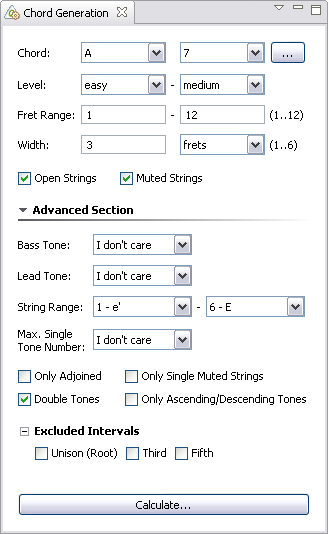 Chord Generation
Chord: A 7 ...
Level: easy - medium
Fret Range: 1 - 12 (1..12)
Width: 3 frets (1..6)
Open Strings Muted Strings
Advanced Section
Bass Tone: I don't care
Lead Tone: I don't care
String Range: 1 - e' - 6 - E
Max. Single
Tone Number: I don't care
Only Adjoined Only Single Muted Strings
Double Tones Only Ascending/Descending Tones
Excluded Intervals
Unison (Root) Third Fifth
Calculate...